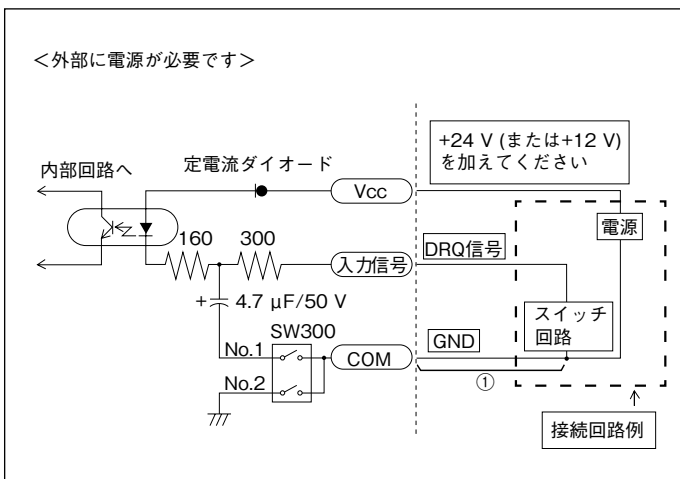 ＜外部に電源が必要です＞
+24 V (または+12 V)
を加えてください
内部回路へ
定電流ダイオード
Vcc
電源
160
300
入力信号
DRQ信号
+
4.7 μF/50 V
スイッチ
回路
SW300
No.1
COM
GND
No.2
①
接続回路例